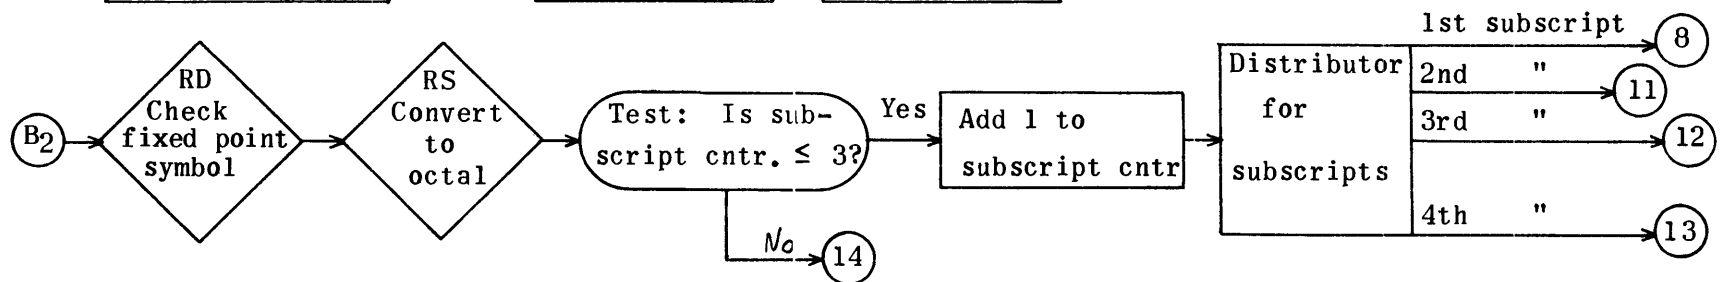 B2
RD
Check
fixed point
symbol
RS
Convert
to
octal
Test: Is sub-
script cntr. ≤ 3?
Yes
No
14
Add 1 to
subscript cntr
Distributor
for
subscripts
1st subscript
8
2nd "
11
3rd "
12
4th "
13